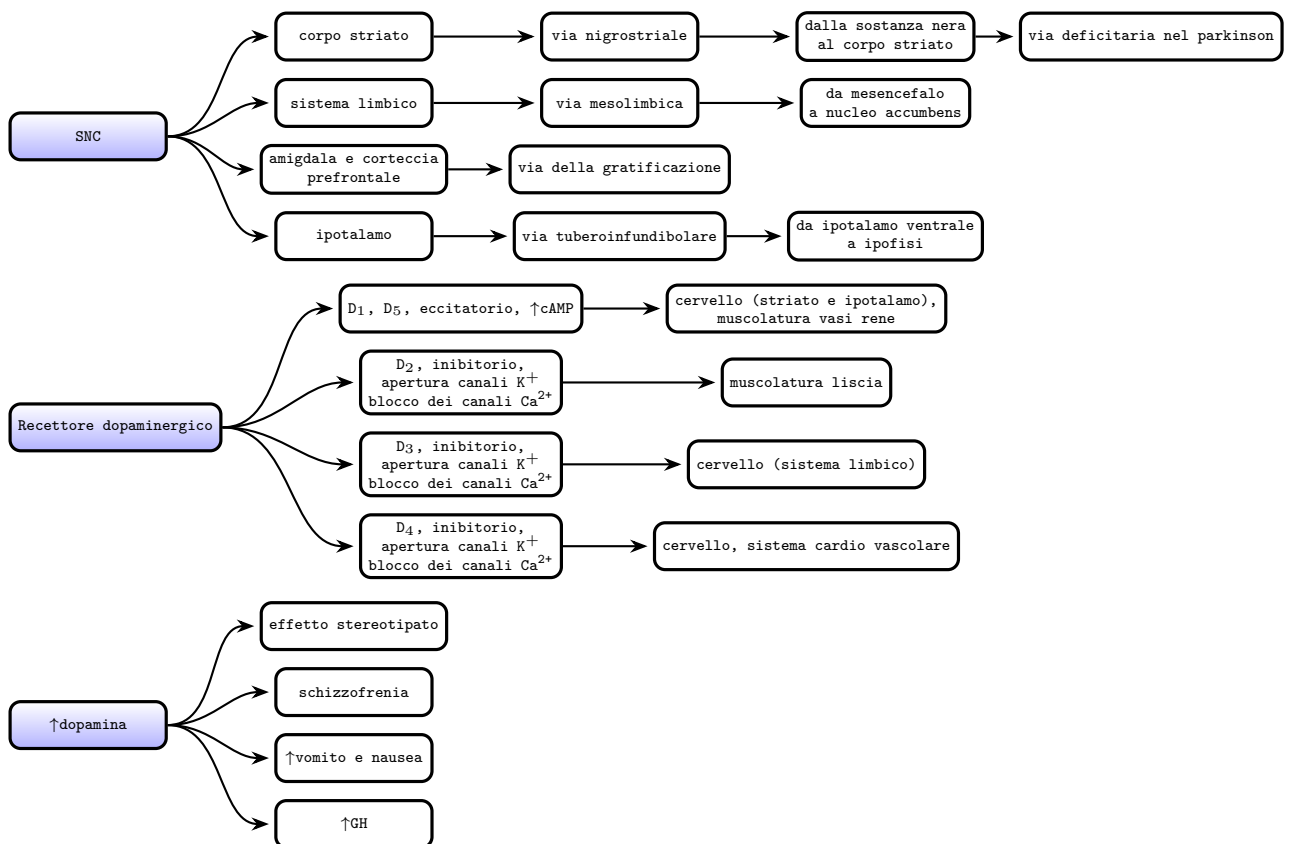 SNC
corpo striato
via nigrostriale
dalla sostanza nera
al corpo striato
via deficitaria nel parkinson
sistema limbico
via mesolimbica
da mesencefalo
a nucleo accumbens
amigdala e corteccia
prefrontale
via della gratificazione
ipotalamo
via tuberoinfundibolare
da ipotalamo ventrale
a ipofisi
Recettore dopaminergico
D₁, D₅, eccitatorio, ↑cAMP
cervello (striato e ipotalamo),
muscolatura vasi rene
D₂, inibitorio,
apertura canali K⁺
blocco dei canali Ca²⁺
muscolatura liscia
D₃, inibitorio,
apertura canali K⁺
blocco dei canali Ca²⁺
cervello (sistema limbico)
D₄, inibitorio,
apertura canali K⁺
blocco dei canali Ca²⁺
cervello, sistema cardio vascolare
↑dopamina
effetto stereotipato
schizzofrenia
↑vomito e nausea
↑GH